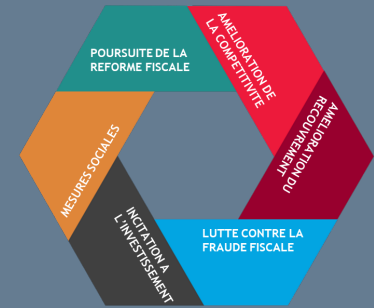 POURSUITE DE LA
REFORME FISCALE
AMELIORATION DE
LA COMPETITIVITE
AMELIORATION DU
RECOUVREMENT
LUTTE CONTRE LA
FRAUDE FISCALE
INCITATION A
L'INVESTISSEMENT
MESURES SOCIALES